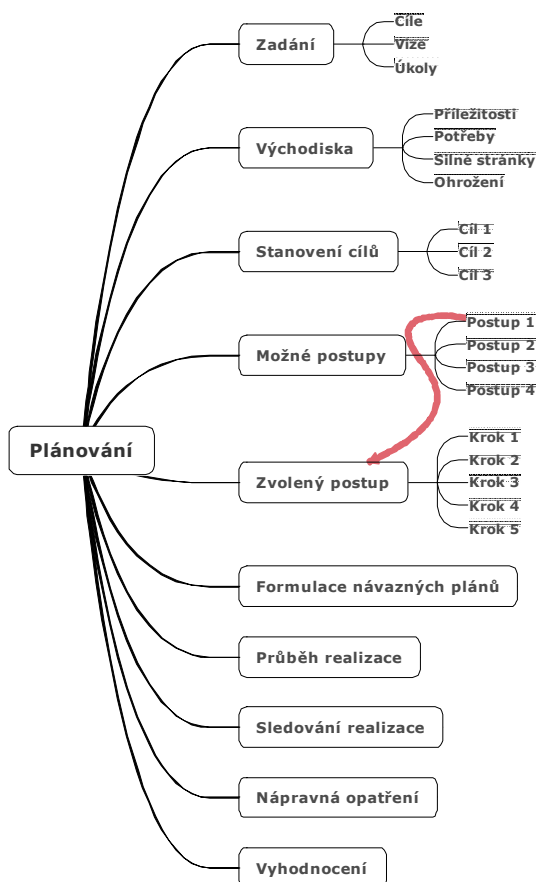 Plánování
Zadání
Cíle
Vize
Úkoly
Východiska
Příležitosti
Potřeby
Silné stránky
Ohrožení
Stanovení cílů
Cíl 1
Cíl 2
Cíl 3
Možné postupy
Postup 1
Postup 2
Postup 3
Postup 4
Zvolený postup
Krok 1
Krok 2
Krok 3
Krok 4
Krok 5
Formulace návazných plánů
Průběh realizace
Sledování realizace
Nápravná opatření
Vyhodnocení